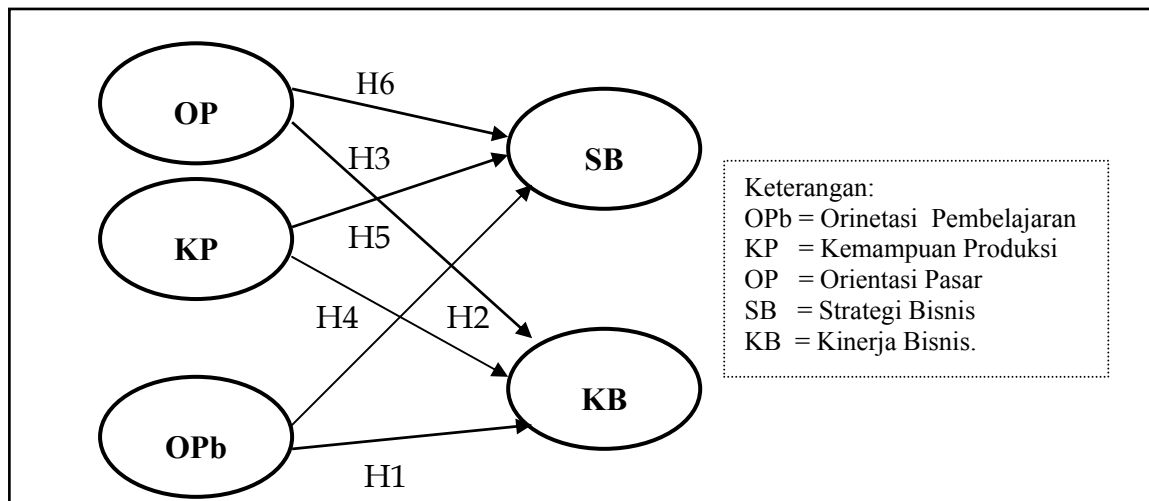 H6
OP
H3
SB
KP
H5
H4
H2
OPb
H1
KB
Keterangan:
OPb = Orinetasi Pembelajaran
KP = Kemampuan Produksi
OP = Orientasi Pasar
SB = Strategi Bisnis
KB = Kinerja Bisnis.